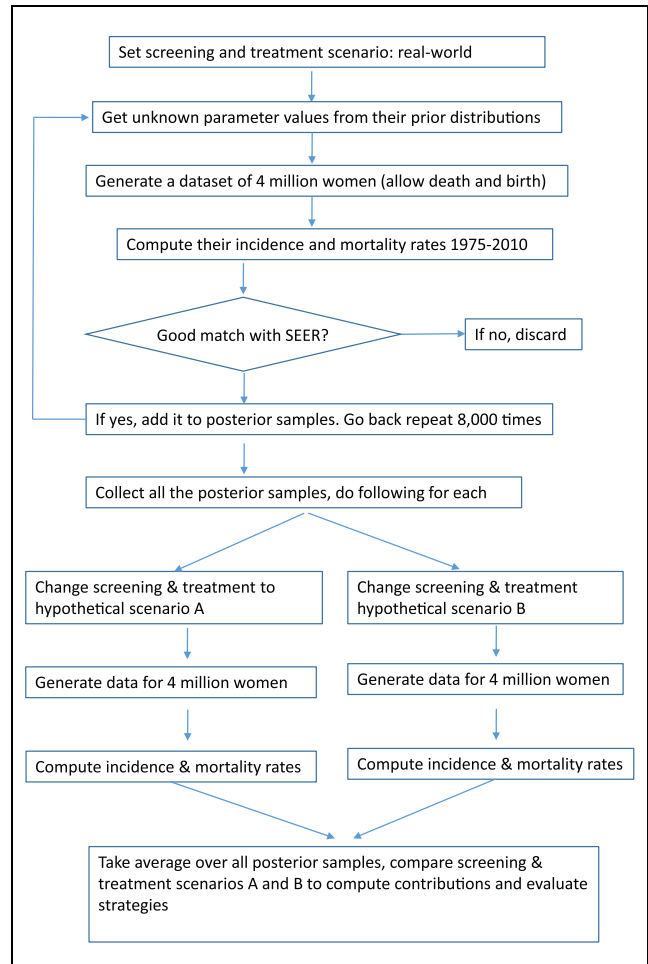 Set screening and treatment scenario: real-world
Get unknown parameter values from their prior distributions
Generate a dataset of 4 million women (allow death and birth)
Compute their incidence and mortality rates 1975-2010
Good match with SEER?
If no, discard
If yes, add it to posterior samples. Go back repeat 8,000 times
Collect all the posterior samples, do following for each
Change screening & treatment to
hypothetical scenario A
Generate data for 4 million women
Compute incidence & mortality rates
Change screening & treatment
hypothetical scenario B
Generate data for 4 million women
Compute incidence & mortality rates
Take average over all posterior samples, compare screening &
treatment scenarios A and B to compute contributions and evaluate
strategies